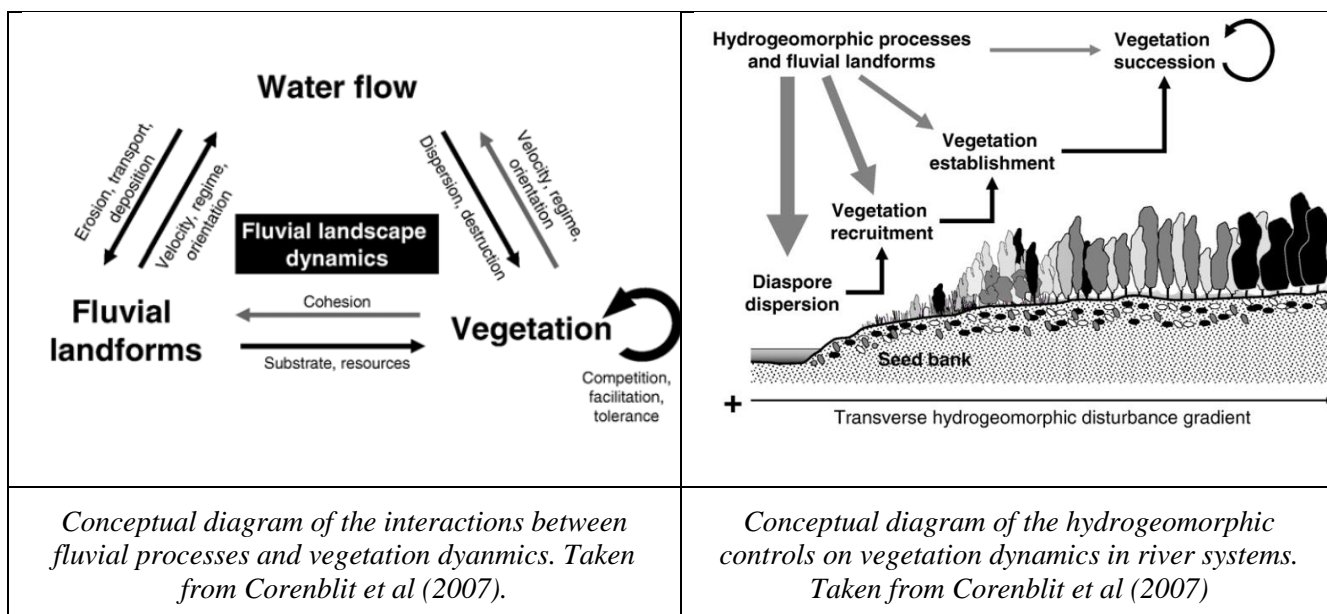 Water flow
Erosion, transport,
deposition
Velocity, regime,
orientation
Dispersion, destruction
Velocity, regime,
orientation
Fluvial landscape
dynamics
Fluvial
landforms
Cohesion
Substrate, resources
Vegetation
Competition,
facilitation,
tolerance
Hydrogeomorphic processes
and fluvial landforms
Vegetation
succession
Vegetation
establishment
Vegetation
recruitment
Diaspore
dispersion
Seed bank
+
Transverse hydrogeomorphic disturbance gradient
Conceptual diagram of the interactions between
fluvial processes and vegetation dyanmics. Taken
from Corenblit et al (2007).
Conceptual diagram of the hydrogeomorphic
controls on vegetation dynamics in river systems.
Taken from Corenblit et al (2007)